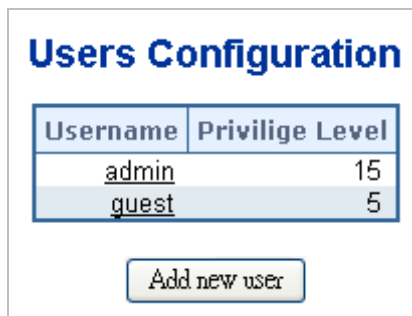 Users Configuration
Username Privilige Level
admin 15
guest 5
Add new user